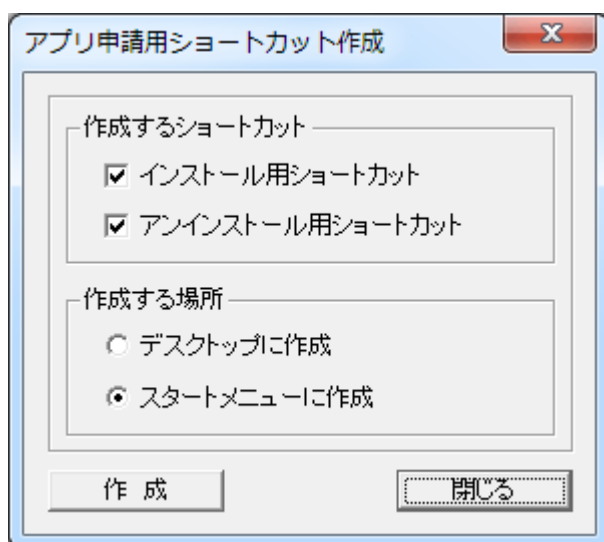 アプリ申請用ショートカット作成
作成するショートカット
インストール用ショートカット
アンインストール用ショートカット
作成する場所
デスクトップに作成
スタートメニューに作成
作 成
閉じる